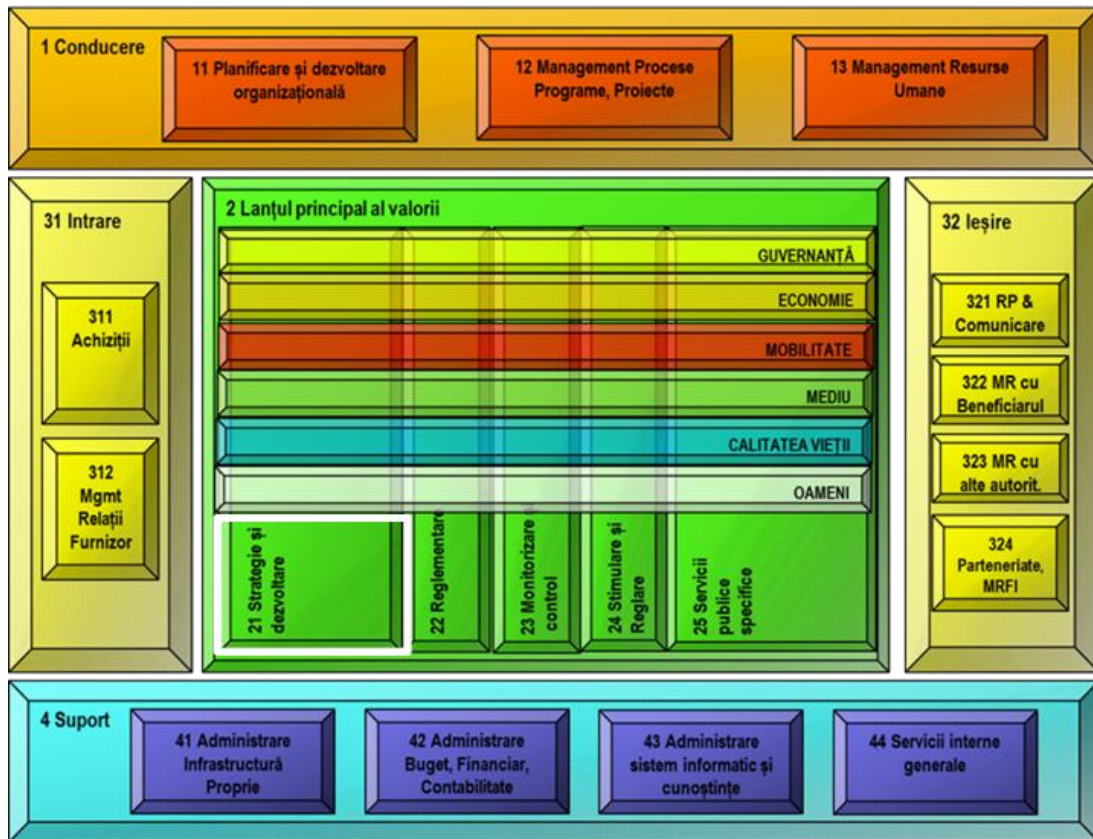 1 Conducere
11 Planificare și dezvoltare
organizațională
12 Management Procese
Programe, Proiecte
13 Management Resurse
Umane
31 Intrare
311
Achiziții
312
Mgmt
Relații
Furnizor
2 Lanțul principal al valorii
GUVERNANȚĂ
ECONOMIE
MOBILITATE
MEDIU
CALITATEA VIEȚII
OAMENI
21 Strategie și
dezvoltare
22 Reglementare
23 Monitorizare și
control
24 Stimulare și
Reglare
25 Servicii
publice
specifice
32 Ieșire
321 RP &
Comunicare
322 MR cu
Beneficiarul
323 MR cu
alte autorit.
324
Parteneriate,
MRFI
4 Suport
41 Administrare
Infrastructură
Proprie
42 Administrare
Buget, Financiar,
Contabilitate
43 Administrare
sistem informatic și
cunoștințe
44 Servicii interne
generale